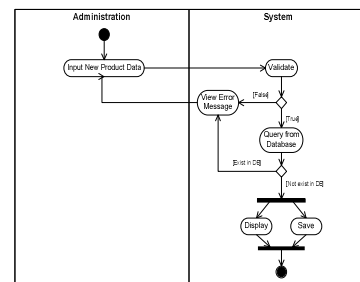 Administration
System
Input New Product Data
Validate
[False]
View Error
Message
[True]
Query from
Database
[Exist in DB]
[Not exist in DB]
Display
Save